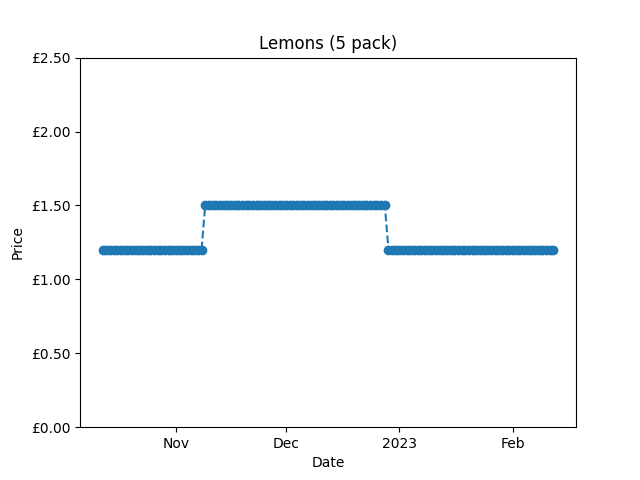 Lemons (5 pack)
£2.50
£2.00
£1.50
£1.00
£0.50
£0.00
Price
Nov
Dec
2023
Feb
Date